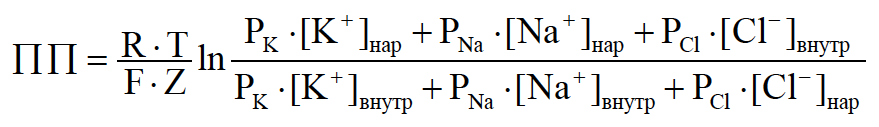 ПП = R · T / F · Z ln P_K · [K⁺]_нар + P_Na · [Na⁺]_нар + P_Cl · [Cl⁻]_внутр / P_K · [K⁺]_внутр + P_Na · [Na⁺]_внутр + P_Cl · [Cl⁻]_нар